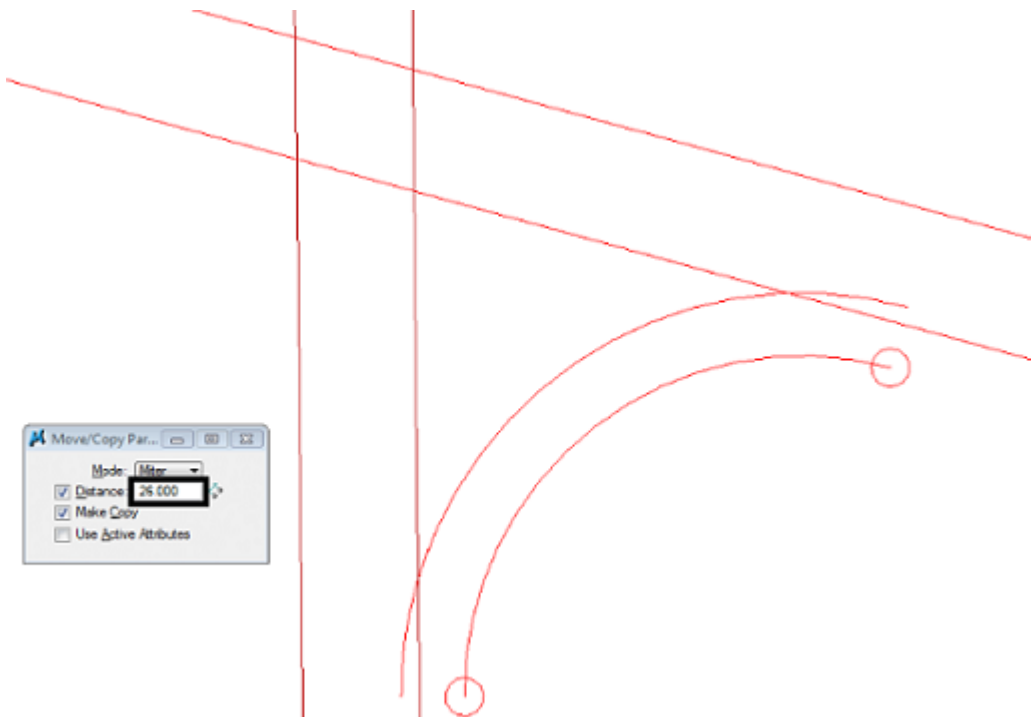 Move/Copy Par...
Mode: Miter
Distance: 26.000
Make Copy
Use Active Attributes